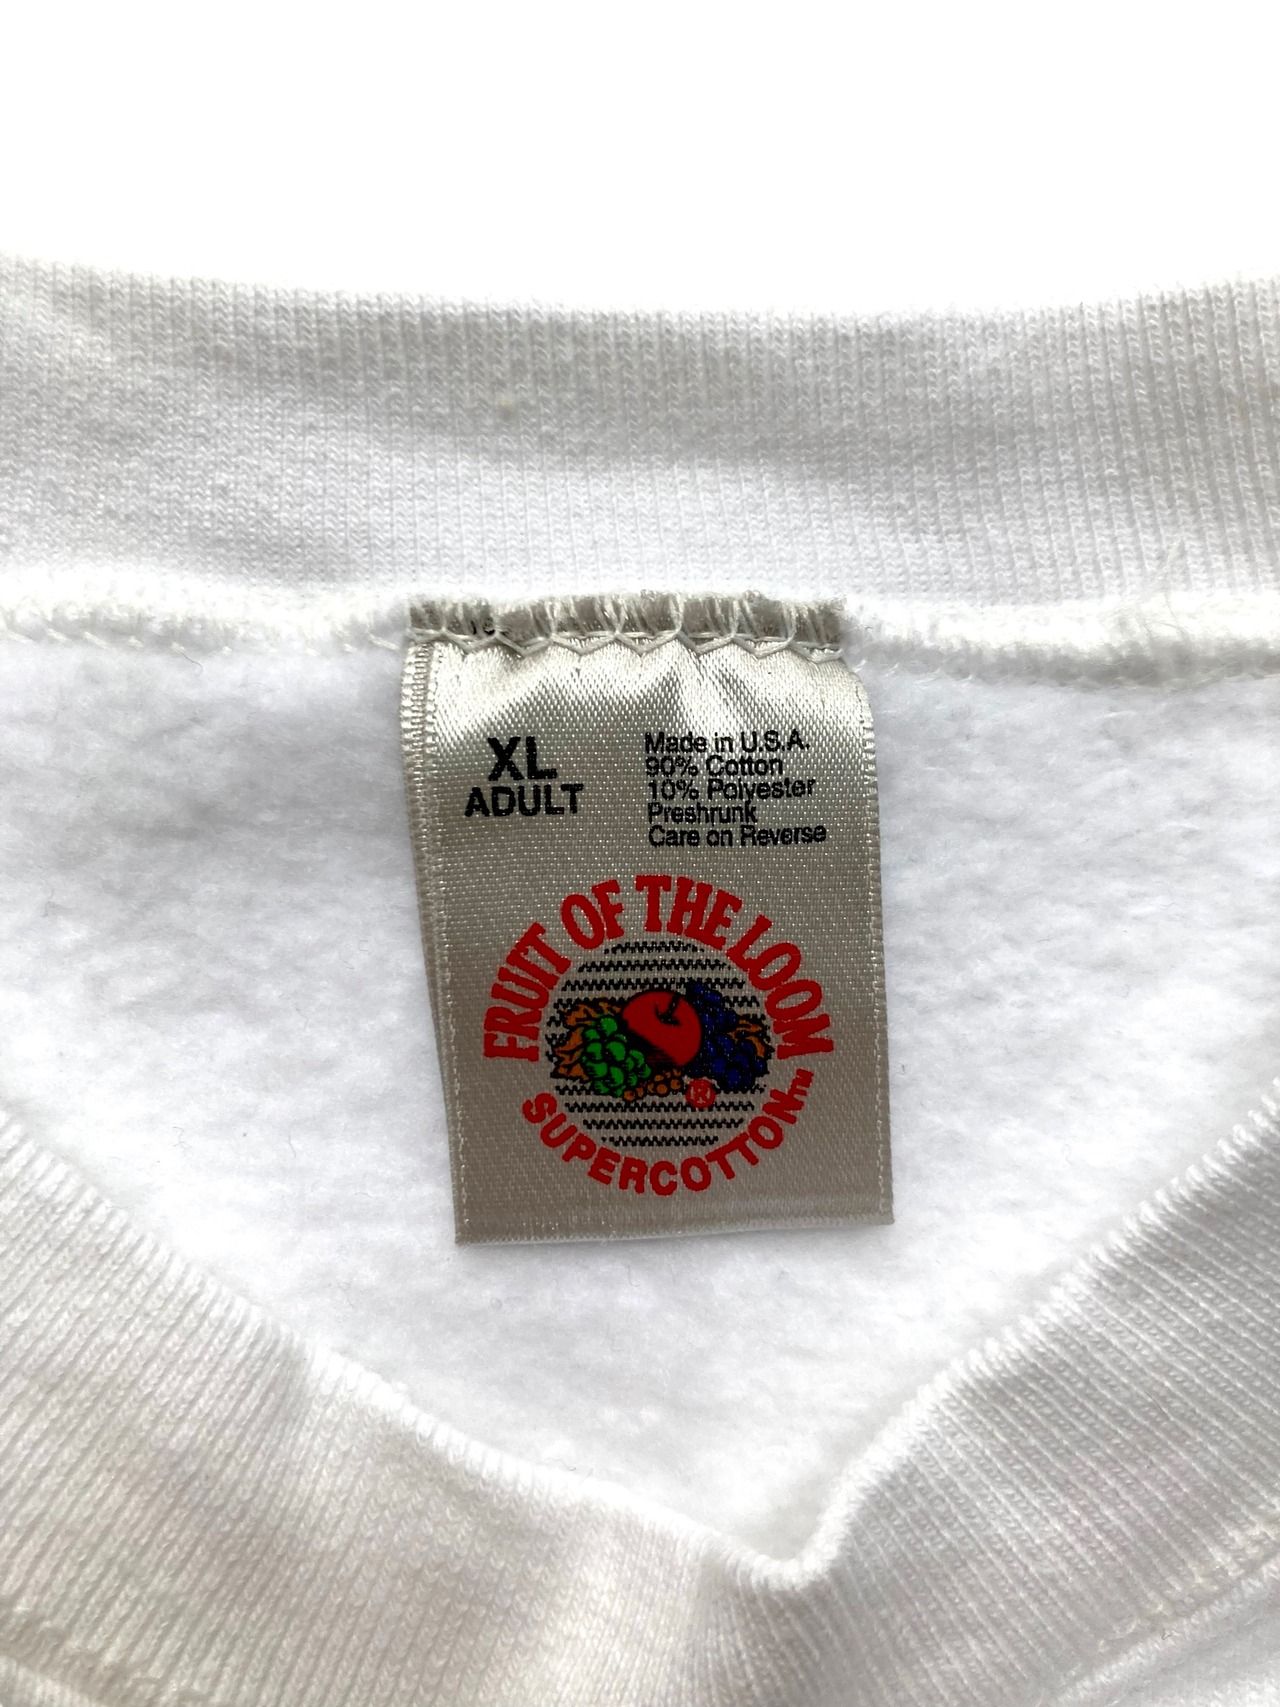 XL
ADULT
Made in U.S.A.
90% Cotton
10% Polyester
Preshrunk
Care on Reverse
FRUIT OF THE LOOM
®
SUPERCOTTON™